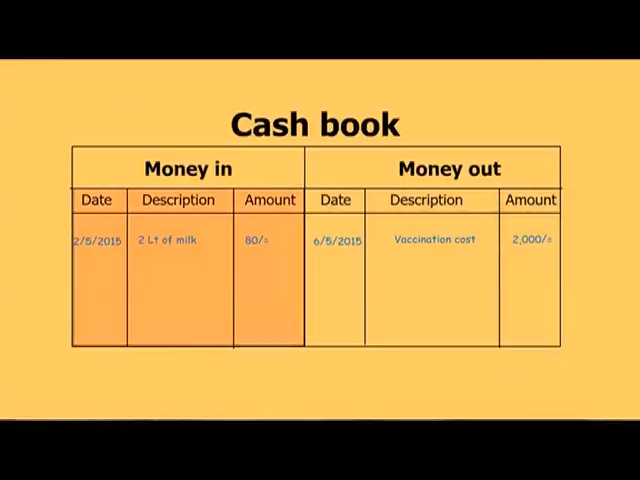 Cash book
Money in Money out
Date Description Amount Date Description Amount
2/5/2015 2 Lt of milk 80/= 6/5/2015 Vaccination cost 2,000/=